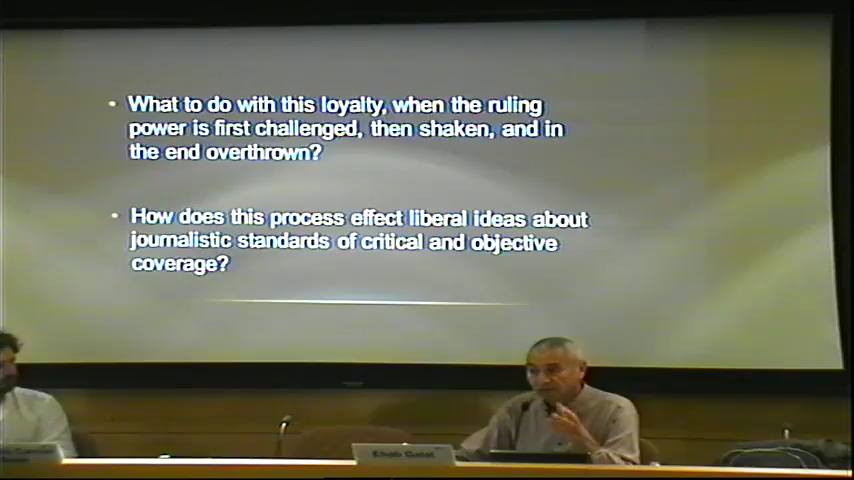 • What to do with this loyalty, when the ruling
power is first challenged, then shaken, and in
the end overthrown?
• How does this process effect liberal ideas about
journalistic standards of critical and objective
coverage?
Ehab Galal